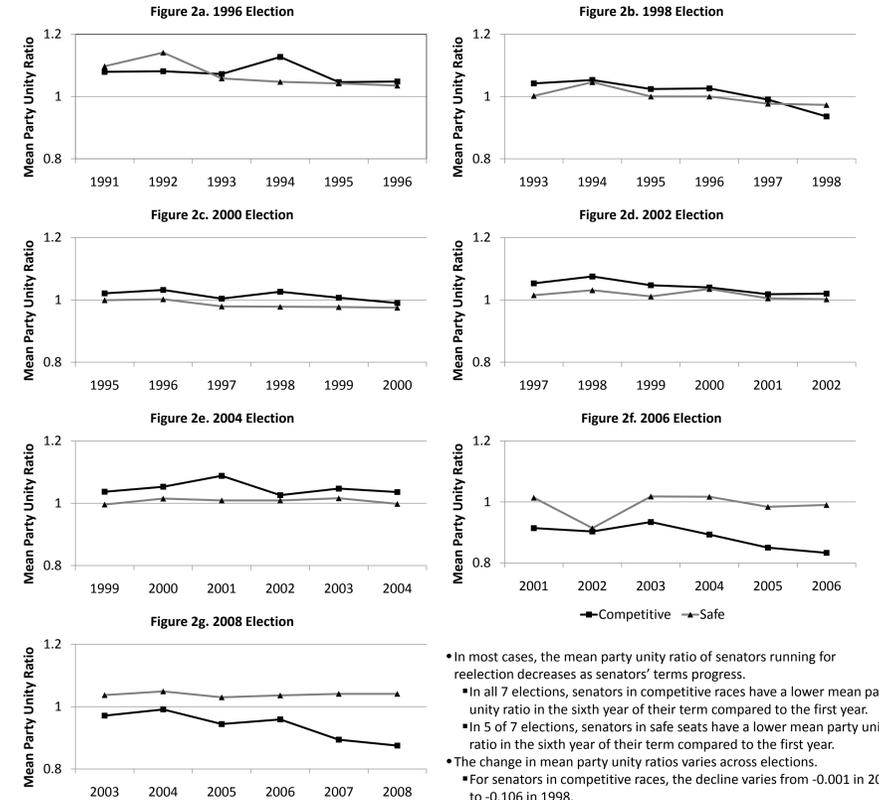 Figure 2a. 1996 Election
Mean Party Unity Ratio
1.2
1
0.8
1991 1992 1993 1994 1995 1996
Figure 2b. 1998 Election
Mean Party Unity Ratio
1.2
1
0.8
1993 1994 1995 1996 1997 1998
Figure 2c. 2000 Election
Mean Party Unity Ratio
1.2
1
0.8
1995 1996 1997 1998 1999 2000
Figure 2d. 2002 Election
Mean Party Unity Ratio
1.2
1
0.8
1997 1998 1999 2000 2001 2002
Figure 2e. 2004 Election
Mean Party Unity Ratio
1.2
1
0.8
1999 2000 2001 2002 2003 2004
Figure 2f. 2006 Election
Mean Party Unity Ratio
1.2
1
0.8
2001 2002 2003 2004 2005 2006
Competitive Safe
Figure 2g. 2008 Election
Mean Party Unity Ratio
1.2
1
0.8
2003 2004 2005 2006 2007 2008
•In most cases, the mean party unity ratio of senators running for
reelection decreases as senators' terms progress.
▪In all 7 elections, senators in competitive races have a lower mean pa
unity ratio in the sixth year of their term compared to the first year.
▪In 5 of 7 elections, senators in safe seats have a lower mean party uni
ratio in the sixth year of their term compared to the first year.
•The change in mean party unity ratios varies across elections.
▪For senators in competitive races, the decline varies from -0.001 in 20
to -0.106 in 1998.